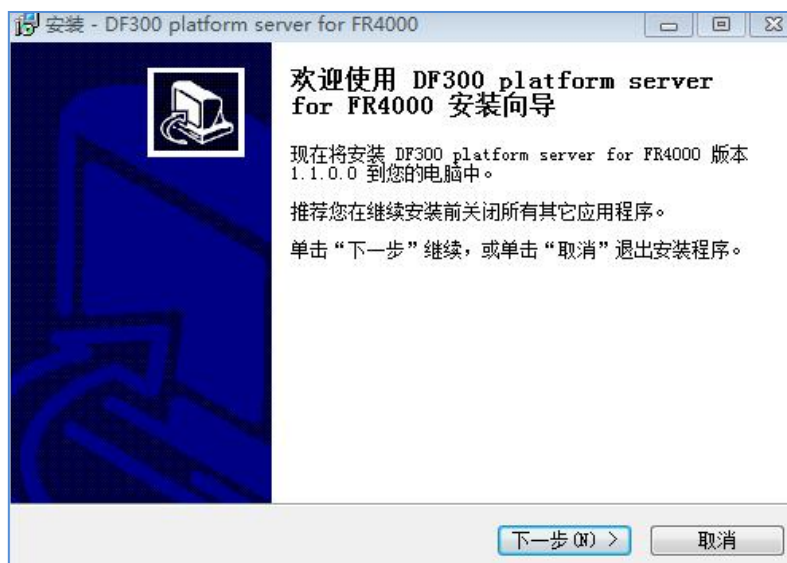 安装 - DF300 platform server for FR4000
欢迎使用 DF300 platform server
for FR4000 安装向导
现在将安装 DF300 platform server for FR4000 版本
1.1.0.0 到您的电脑中。
推荐您在继续安装前关闭所有其它应用程序。
单击“下一步”继续，或单击“取消”退出安装程序。
下一步(N) >
取消